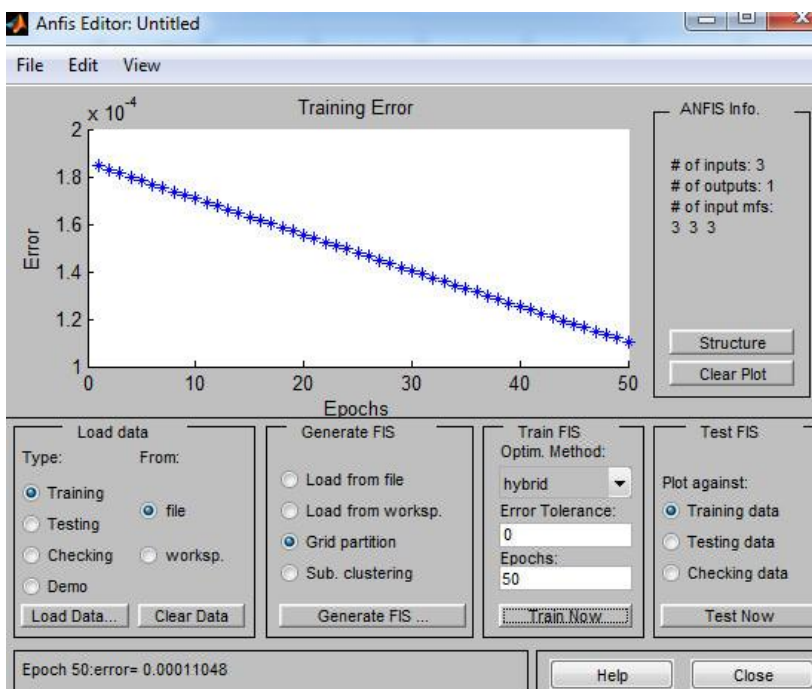 Anfis Editor: Untitled
File Edit View
x 10-4
Training Error
2
1.8
1.6
1.4
1.2
1
Error
0 10 20 30 40 50
Epochs
ANFIS Info.
# of inputs: 3
# of outputs: 1
# of input mfs:
3 3 3
Structure
Clear Plot
Load data
Type: From:
Training
Testing
Checking
Demo
file
worksp.
Load Data... Clear Data
Generate FIS
Load from file
Load from worksp.
Grid partition
Sub. clustering
Generate FIS ...
Train FIS
Optim. Method:
hybrid
Error Tolerance:
0
Epochs:
50
Train Now
Test FIS
Plot against:
Training data
Testing data
Checking data
Test Now
Epoch 50:error= 0.00011048
Help Close